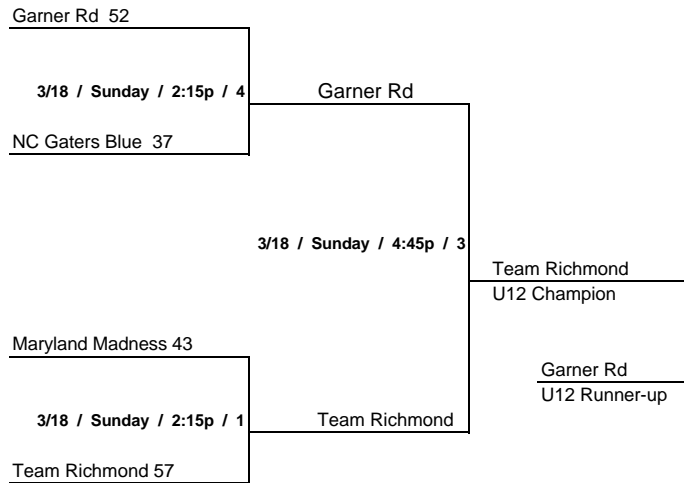 Garner Rd 52
3/18 / Sunday / 2:15p / 4
Garner Rd
NC Gaters Blue 37
3/18 / Sunday / 4:45p / 3
Team Richmond
U12 Champion
Maryland Madness 43
Garner Rd
U12 Runner-up
3/18 / Sunday / 2:15p / 1
Team Richmond
Team Richmond 57